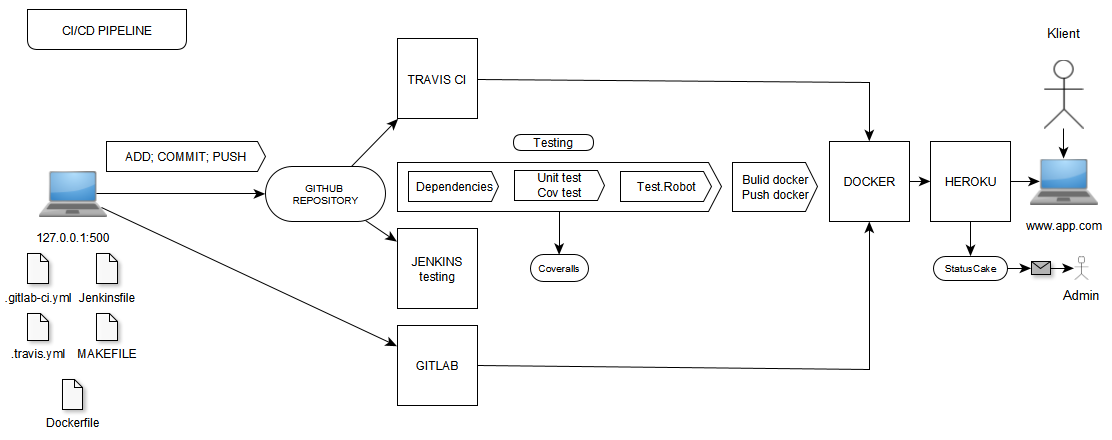 CI/CD PIPELINE
Klient
TRAVIS CI
Testing
ADD; COMMIT; PUSH
GITHUB
REPOSITORY
Dependencies
Unit test
Cov test
Test.Robot
Bulid docker
Push docker
DOCKER
HEROKU
www.app.com
127.0.0.1:500
JENKINS
testing
Coveralls
StatusCake
Admin
.gitlab-ci.yml
Jenkinsfile
.travis.yml
MAKEFILE
GITLAB
Dockerfile